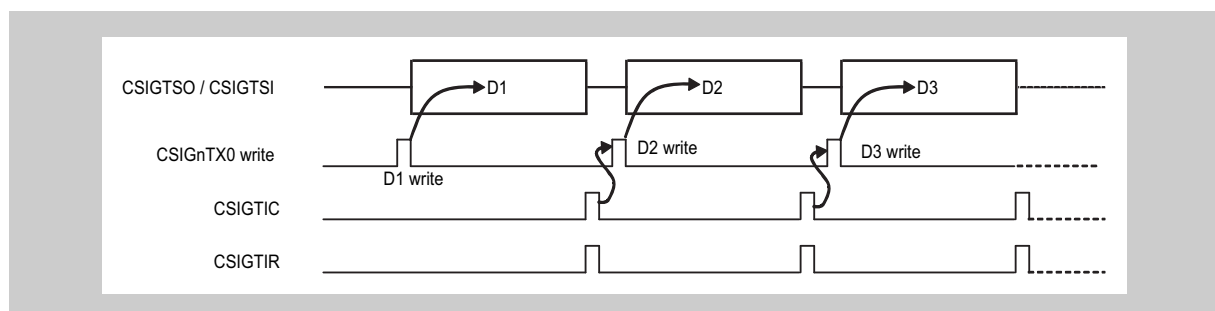 CSIGTSO / CSIGTSI
D1
D2
D3
CSIGnTX0 write
D1 write
D2 write
D3 write
CSIGTIC
CSIGTIR